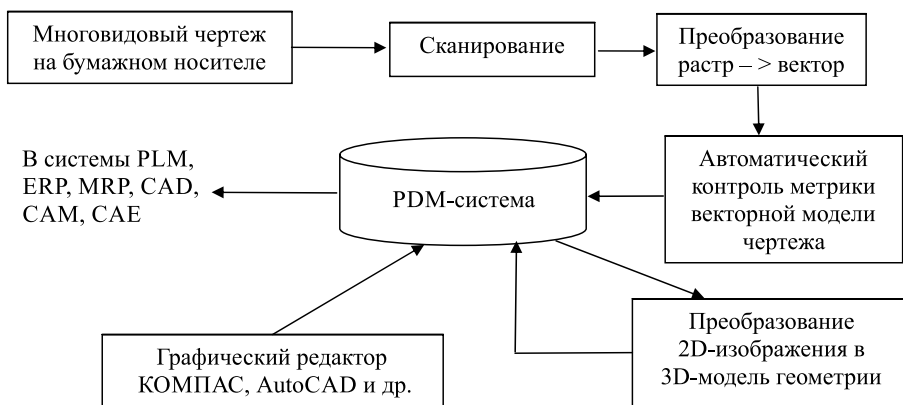 Многовидовый чертеж
на бумажном носителе
Сканирование
Преобразование
растр – > вектор
В системы PLM,
ERP, MRP, CAD,
CAM, CAE
PDM-система
Автоматический
контроль метрики
векторной модели
чертежа
Графический редактор
КОМПАС, AutoCAD и др.
Преобразование
2D-изображения в
3D-модель геометрии